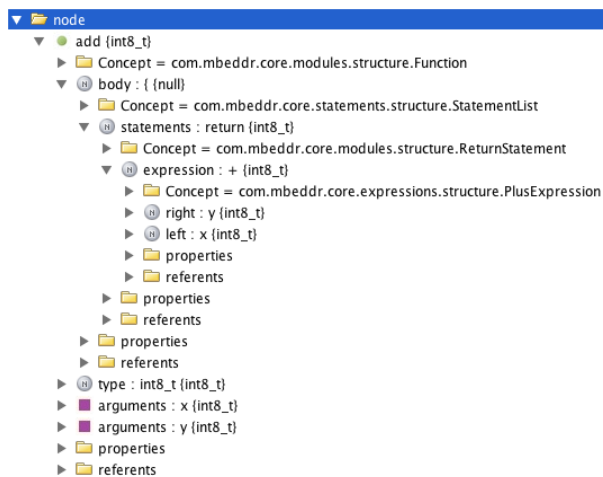 node
add {int8_t}
Concept = com.mbeddr.core.modules.structure.Function
body : { {null}
Concept = com.mbeddr.core.statements.structure.StatementList
statements : return {int8_t}
Concept = com.mbeddr.core.modules.structure.ReturnStatement
expression : + {int8_t}
Concept = com.mbeddr.core.expressions.structure.PlusExpression
right : y {int8_t}
left : x {int8_t}
properties
referents
properties
referents
properties
referents
type : int8_t {int8_t}
arguments : x {int8_t}
arguments : y {int8_t}
properties
referents